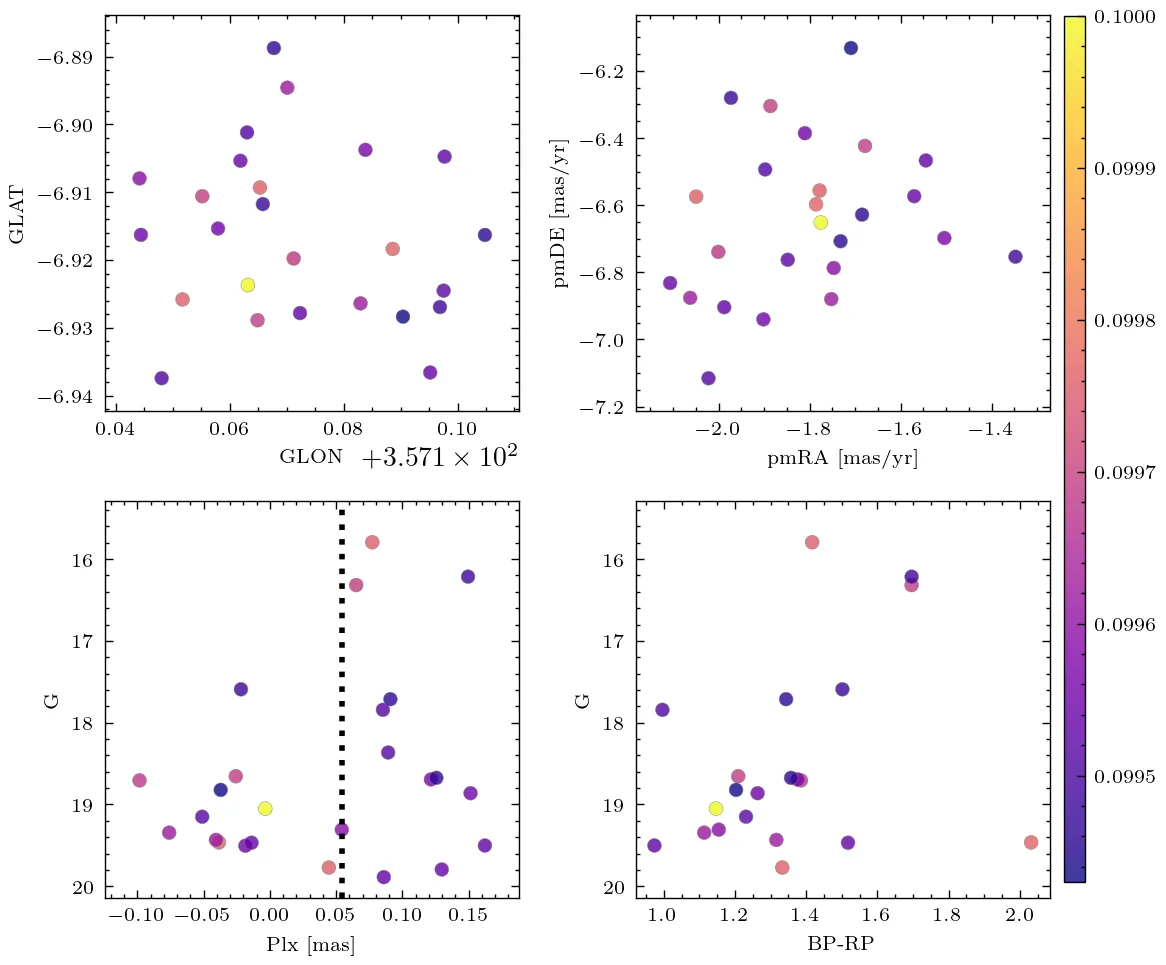 −6.89
−6.90
−6.91
−6.92
−6.93
−6.94
GLAT
0.04 0.06 0.08 0.10
GLON +3.571 × 10²
−6.2
−6.4
−6.6
−6.8
−7.0
−7.2
pmDE [mas/yr]
−2.0 −1.8 −1.6 −1.4
pmRA [mas/yr]
0.1000
0.0999
0.0998
0.0997
0.0996
0.0995
16
17
18
19
20
G
−0.10 −0.05 0.00 0.05 0.10 0.15
Plx [mas]
16
17
18
19
20
G
1.0 1.2 1.4 1.6 1.8 2.0
BP-RP